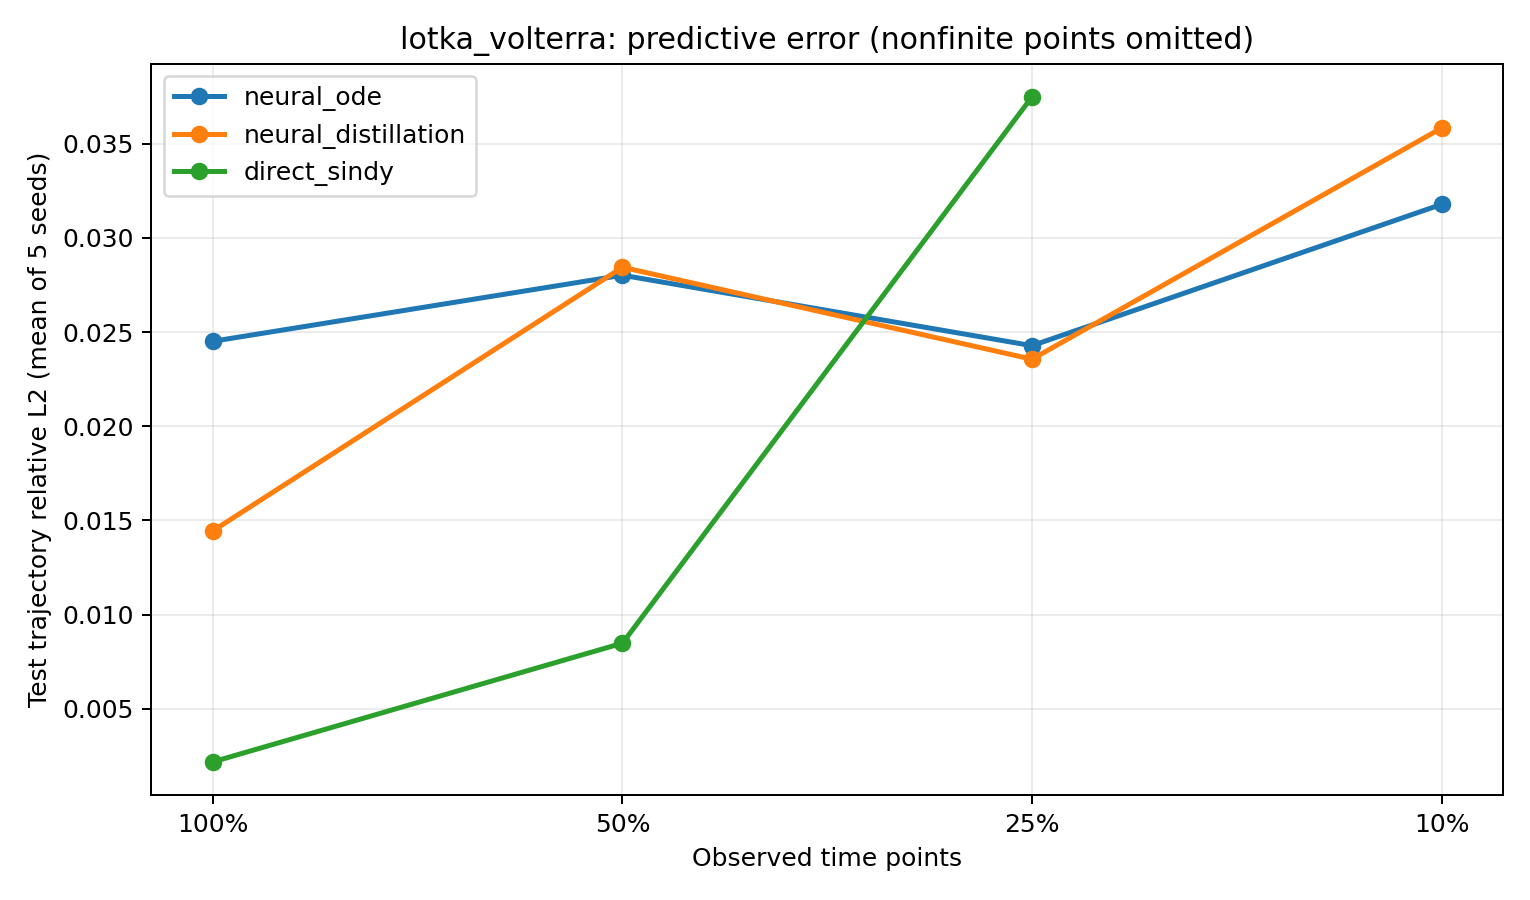 lotka_volterra: predictive error (nonfinite points omitted)
neural_ode
neural_distillation
direct_sindy
Test trajectory relative L2 (mean of 5 seeds)
0.035
0.030
0.025
0.020
0.015
0.010
0.005
100% 50% 25% 10%
Observed time points